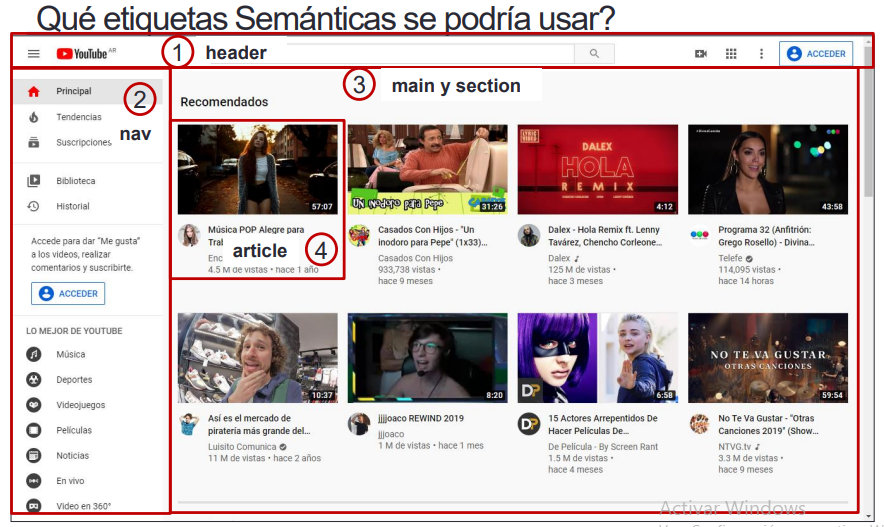 Qué etiquetas Semánticas se podría usar?
YouTube AR
1 header
ACCEDER
3 main y section
Principal
2
Tendencias
nav
Suscripciones
Biblioteca
Historial
Accede para dar "Me gusta"
a los videos, realizar
comentarios y suscribirte.
ACCEDER
LO MEJOR DE YOUTUBE
Música
Deportes
Videojuegos
Películas
Noticias
En vivo
Video en 360°
Recomendados
57:07
Música POP Alegre para
article 4
4.5 M de vistas • hace 1 año
UN iNodoro paRa Pepe
31:26
Casados Con Hijos - "Un
inodoro para Pepe" (1x33)...
Casados Con Hijos
933,738 vistas •
hace 9 meses
LYRIC
VIDEO
DALEX
HOLA
REMIX
4:12
Dalex - Hola Remix ft. Lenny
Tavárez, Chencho Corleone...
Dalex
125 M de vistas •
hace 3 meses
43:58
Programa 32 (Anfitrión:
Grego Rosello) - Divina...
Telefe
114,095 vistas •
hace 14 horas
10:37
Así es el mercado de
piratería más grande del...
Luisito Comunica
11 M de vistas • hace 2 años
8:20
jjjjoaco REWIND 2019
jjjoaco
1 M de vistas • hace 1 mes
6:58
DP
15 Actores Arrepentidos De
Hacer Películas De...
De Película - By Screen Rant
1.5 M de vistas •
hace 4 meses
NO TE VA GUSTAR
OTRAS CANCIONES
59:54
No Te Va Gustar - "Otras
Canciones 2019" (Show...
NTVG.tv
3.3 M de vistas •
hace 9 meses
Activar Windows